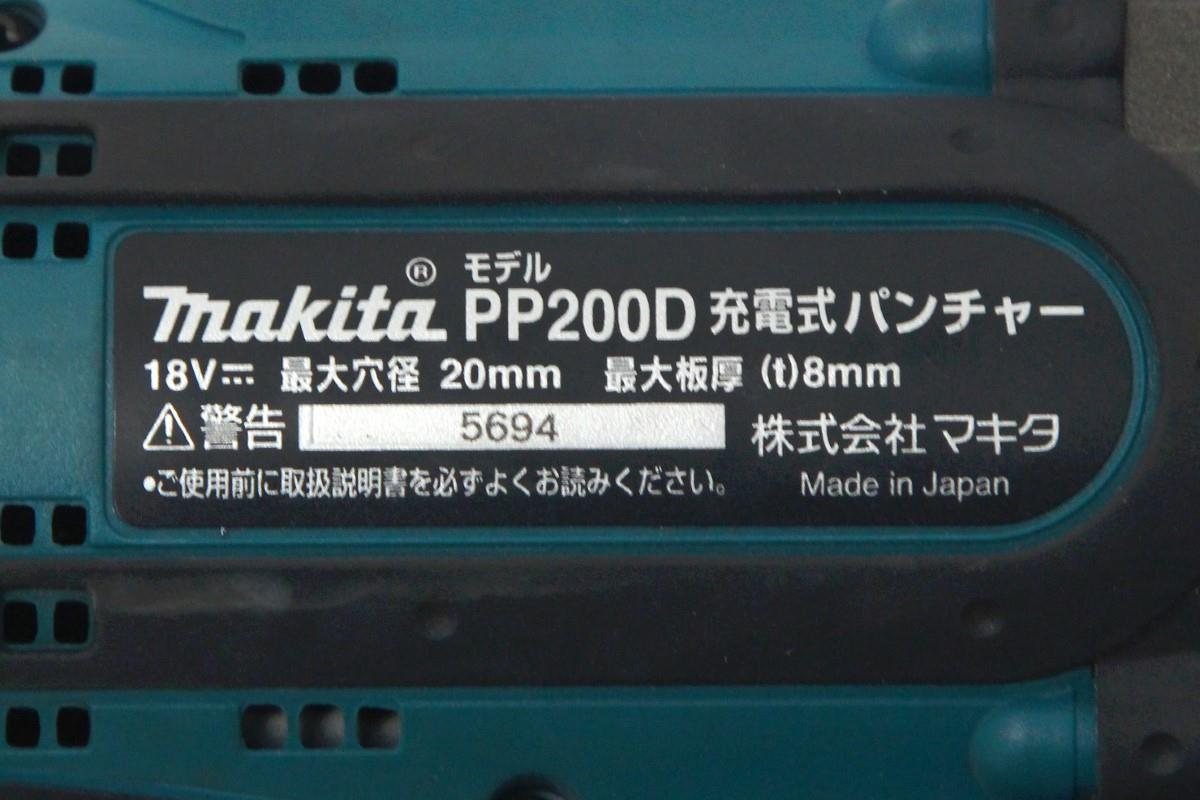 makita® モデル PP200D 充電式パンチャー
18V⎓ 最大穴径 20mm 最大板厚 (t)8mm
⚠警告 5694 株式会社マキタ
•ご使用前に取扱説明書を必ずよくお読みください。 Made in Japan